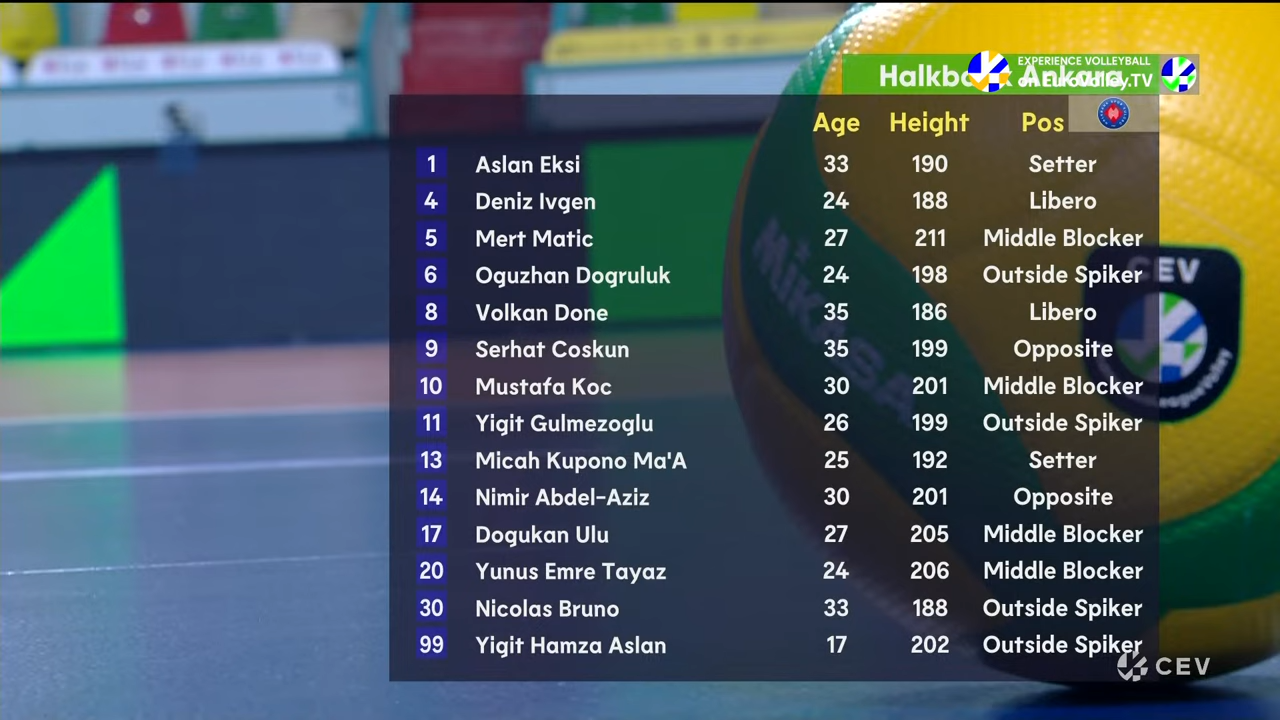 EXPERIENCE VOLLEYBALL
on EuroVolley.TV
Halkbank Ankara
Age Height Pos
1 Aslan Eksi 33 190 Setter
4 Deniz Ivgen 24 188 Libero
5 Mert Matic 27 211 Middle Blocker
6 Oguzhan Dogruluk 24 198 Outside Spiker
8 Volkan Done 35 186 Libero
9 Serhat Coskun 35 199 Opposite
10 Mustafa Koc 30 201 Middle Blocker
11 Yigit Gulmezoglu 26 199 Outside Spiker
13 Micah Kupono Ma'A 25 192 Setter
14 Nimir Abdel-Aziz 30 201 Opposite
17 Dogukan Ulu 27 205 Middle Blocker
20 Yunus Emre Tayaz 24 206 Middle Blocker
30 Nicolas Bruno 33 188 Outside Spiker
99 Yigit Hamza Aslan 17 202 Outside Spiker
MIKASA
CEV
CEV